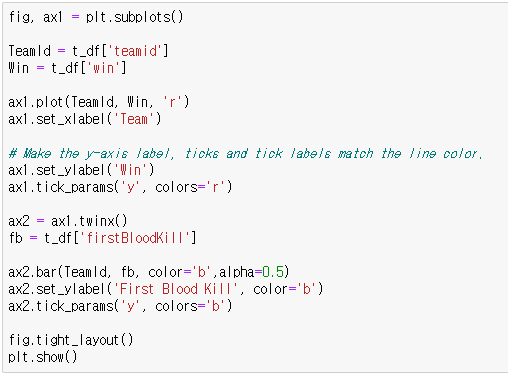 fig, ax1 = plt.subplots()
TeamId = t_df['teamid']
Win = t_df['win']
ax1.plot(TeamId, Win, 'r')
ax1.set_xlabel('Team')
# Make the y-axis label, ticks and tick labels match the line color.
ax1.set_ylabel('Win')
ax1.tick_params('y', colors='r')
ax2 = ax1.twinx()
fb = t_df['firstBloodKill']
ax2.bar(TeamId, fb, color='b',alpha=0.5)
ax2.set_ylabel('First Blood Kill', color='b')
ax2.tick_params('y', colors='b')
fig.tight_layout()
plt.show()